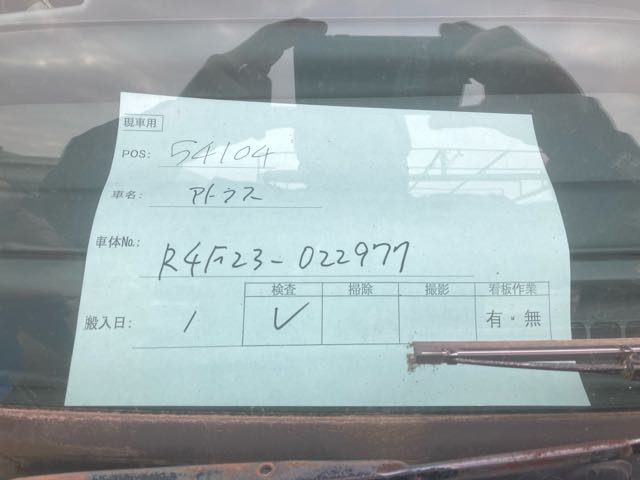 現車用
POS: 54104
車名: アトラス
車体No.: R4F23-022977
検査 掃除 撮影 看板作業
搬入日: 1 ✓ 有・無